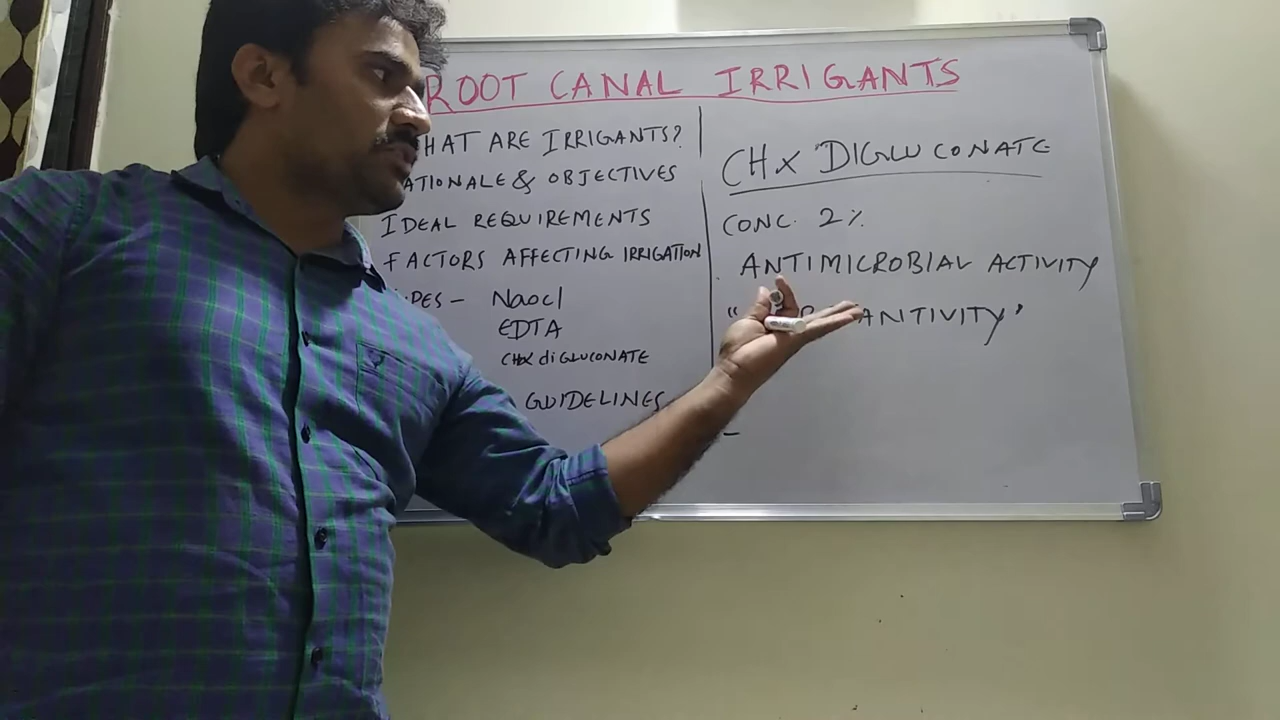 ROOT CANAL IRRIGANTS
HAT ARE IRRIGANTS?
ATIONALE & OBJECTIVES
IDEAL REQUIREMENTS
FACTORS AFFECTING IRRIGATION
PES - Naocl
EDTA
CHX diGLUCONATE
GUIDELINES
CHX DIGLUCONATE
CONC. 2%
ANTIMICROBIAL ACTIVITY
ANTIVITY"
-